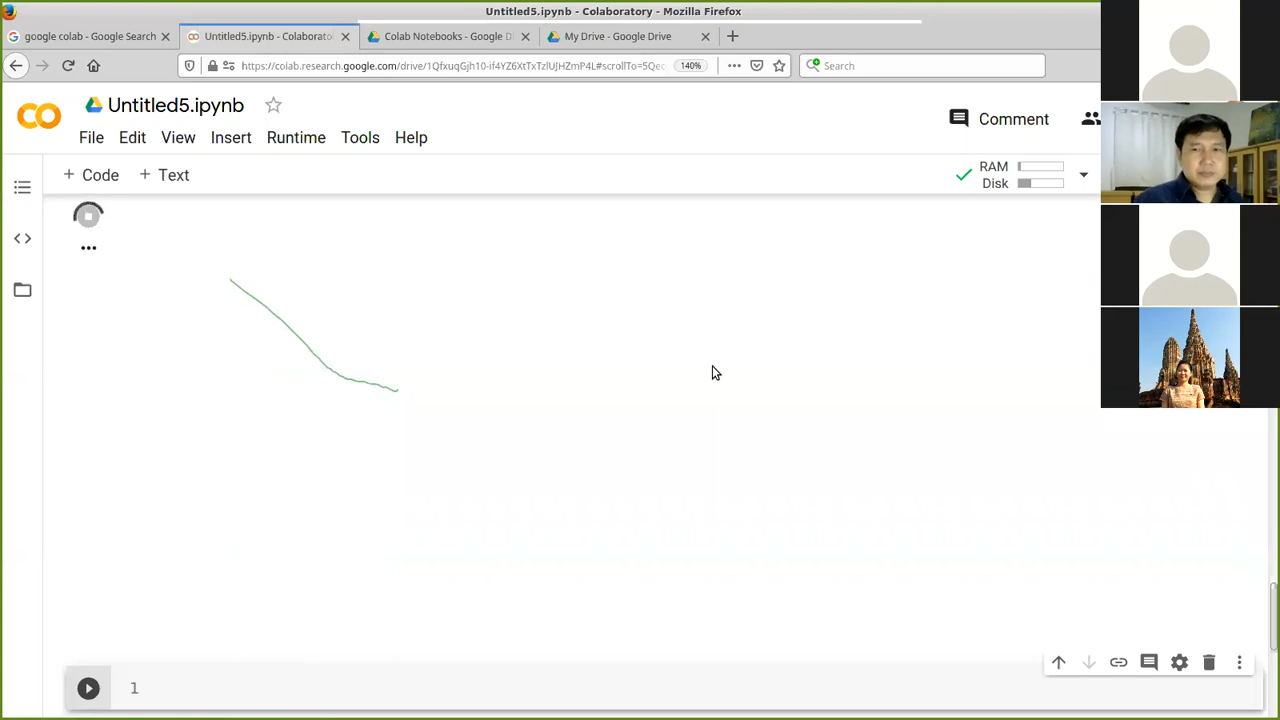 Untitled5.ipynb - Colaboratory - Mozilla Firefox
google colab - Google Search
Untitled5.ipynb - Colaborato
Colab Notebooks - Google D
My Drive - Google Drive
140%
Search
Untitled5.ipynb
File Edit View Insert Runtime Tools Help
Comment
+ Code + Text
RAM
Disk
1